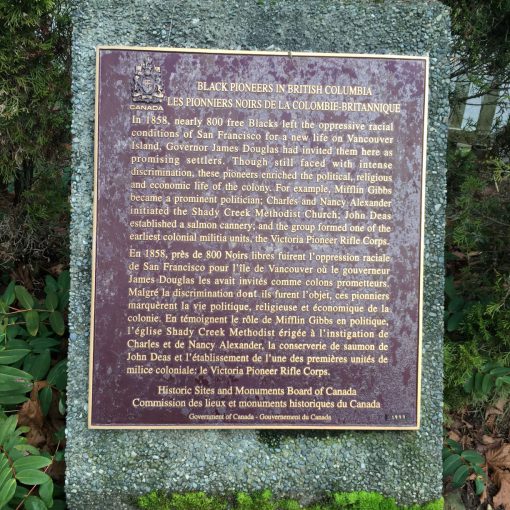 CANADA
BLACK PIONEERS IN BRITISH COLUMBIA
LES PIONNIERS NOIRS DE LA COLOMBIE-BRITANNIQUE
In 1858, nearly 800 free Blacks left the oppressive racial
conditions of San Francisco for a new life on Vancouver
Island. Governor James Douglas had invited them here as
promising settlers. Though still faced with intense
discrimination, these pioneers enriched the political, religious
and economic life of the colony. For example, Mifflin Gibbs
became a prominent politician; Charles and Nancy Alexander
initiated the Shady Creek Methodist Church; John Deas
established a salmon cannery; and the group formed one of the
earliest colonial militia units, the Victoria Pioneer Rifle Corps.
En 1858, près de 800 Noirs libres fuirent l'oppression raciale
de San Francisco pour l'île de Vancouver où le gouverneur
James Douglas les avait invités comme colons prometteurs.
Malgré la discrimination dont ils furent l'objet, ces pionniers
marquèrent la vie politique, religieuse et économique de la
colonie. En témoignent le rôle de Mifflin Gibbs en politique,
l'église Shady Creek Methodist érigée à l'instigation de
Charles et de Nancy Alexander, la conserverie de saumon de
John Deas et l'établissement de l'une des premières unités de
milice coloniale: le Victoria Pioneer Rifle Corps.
Historic Sites and Monuments Board of Canada
Commission des lieux et monuments historiques du Canada
Government of Canada - Gouvernement du Canada